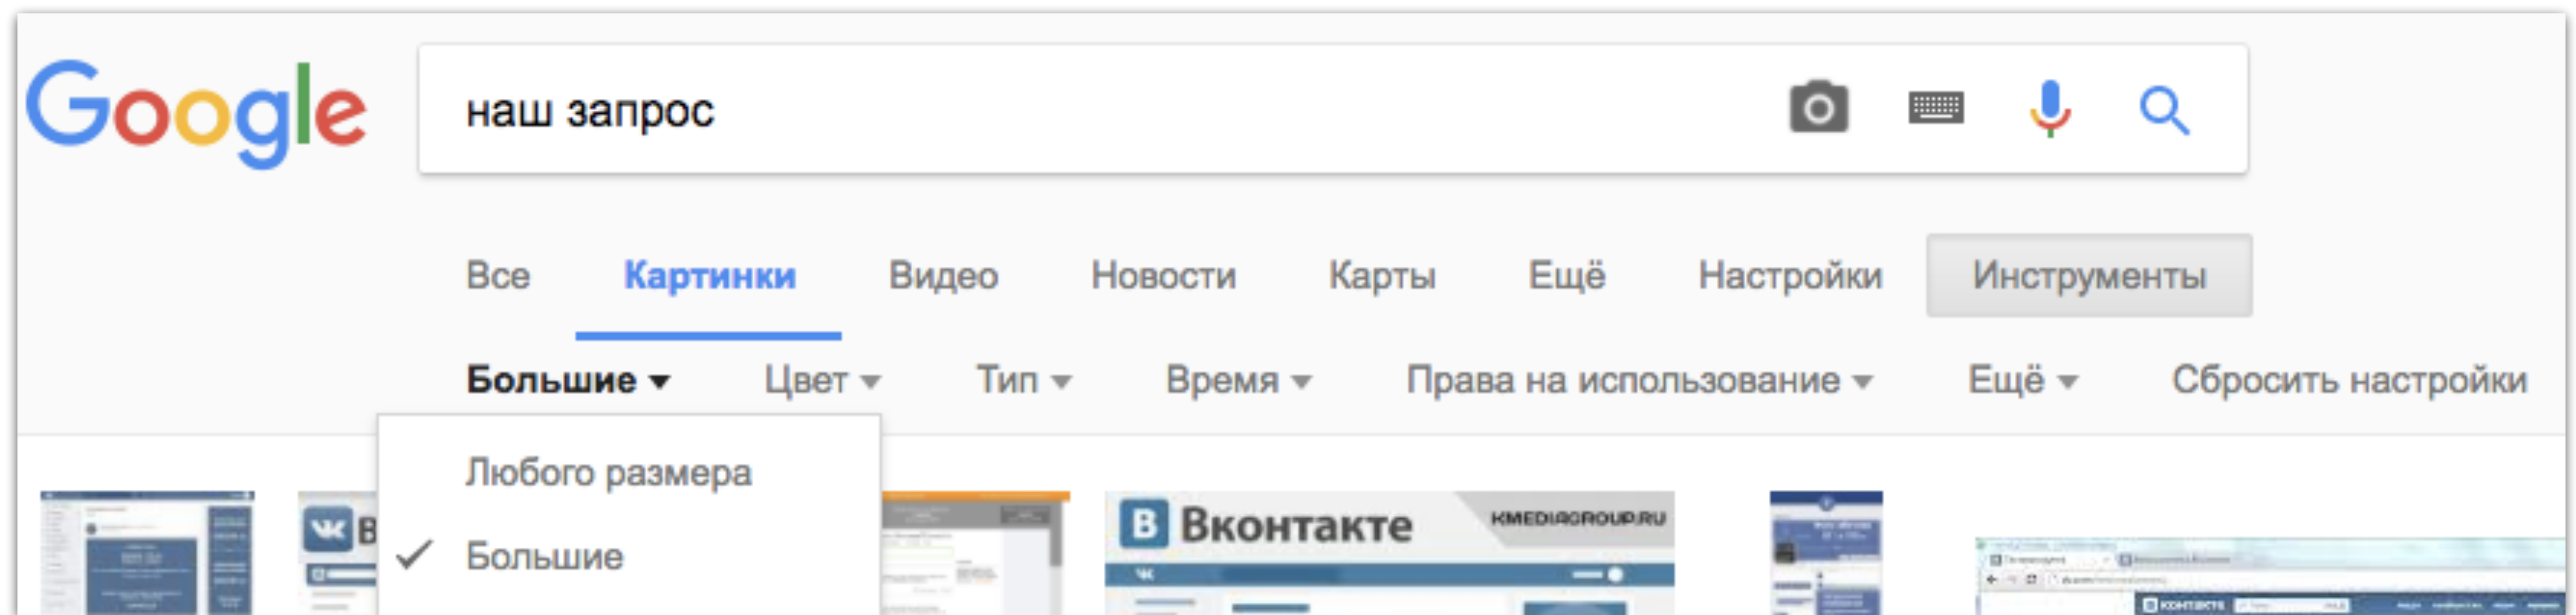 Google
наш запрос
Все Картинки Видео Новости Карты Ещё Настройки Инструменты
Большие Цвет Тип Время Права на использование Ещё Сбросить настройки
Любого размера
Большие
В Вконтакте KMEDIAGROUP.RU
В КОНТАКТЕ